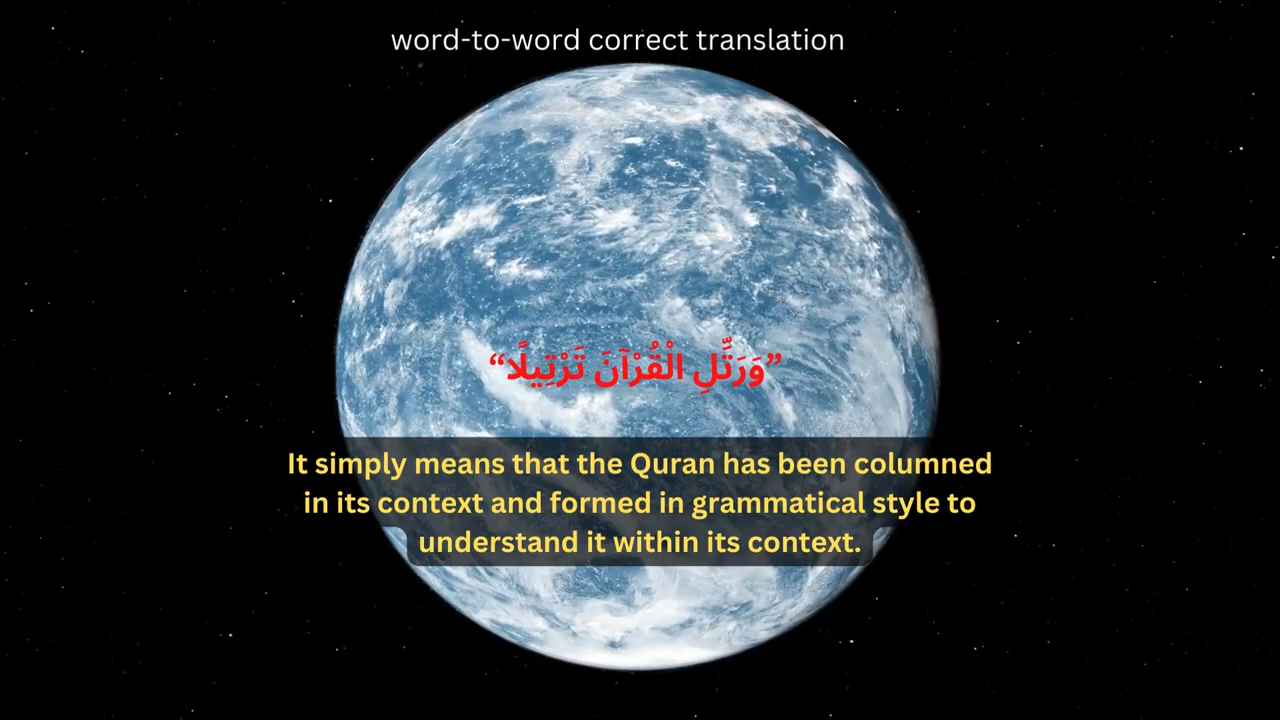 word-to-word correct translation
”وَرَتِّلِ الْقُرْآنَ تَرْتِيلًا“
It simply means that the Quran has been columned
in its context and formed in grammatical style to
understand it within its context.